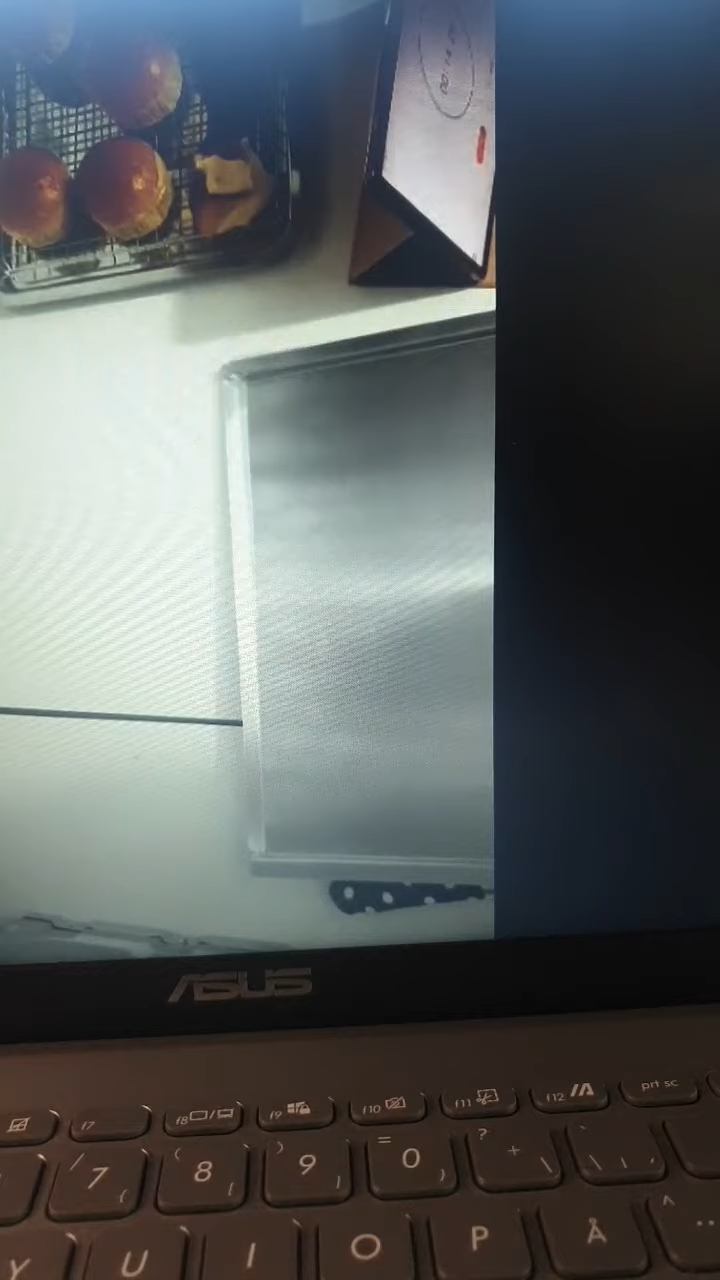 ASUS
f7 f8 f9 f10 f11 f12 prt sc
/ 7 { ( 8 [ ) 9 ] = 0 } ? + \ ` \ | ,
Y U I O P Å ^ ¨